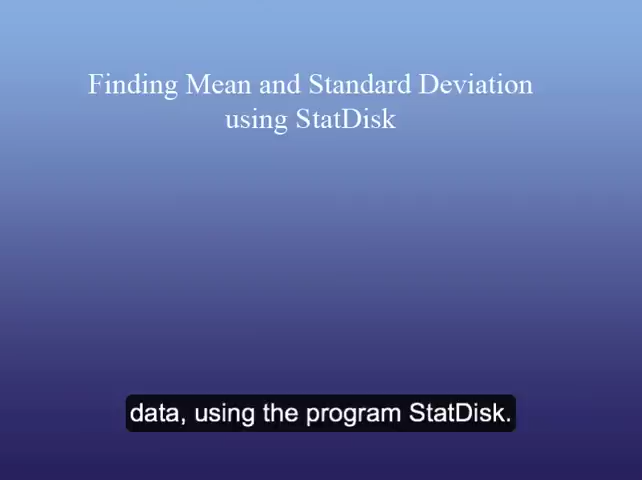 Finding Mean and Standard Deviation
using StatDisk
data, using the program StatDisk.